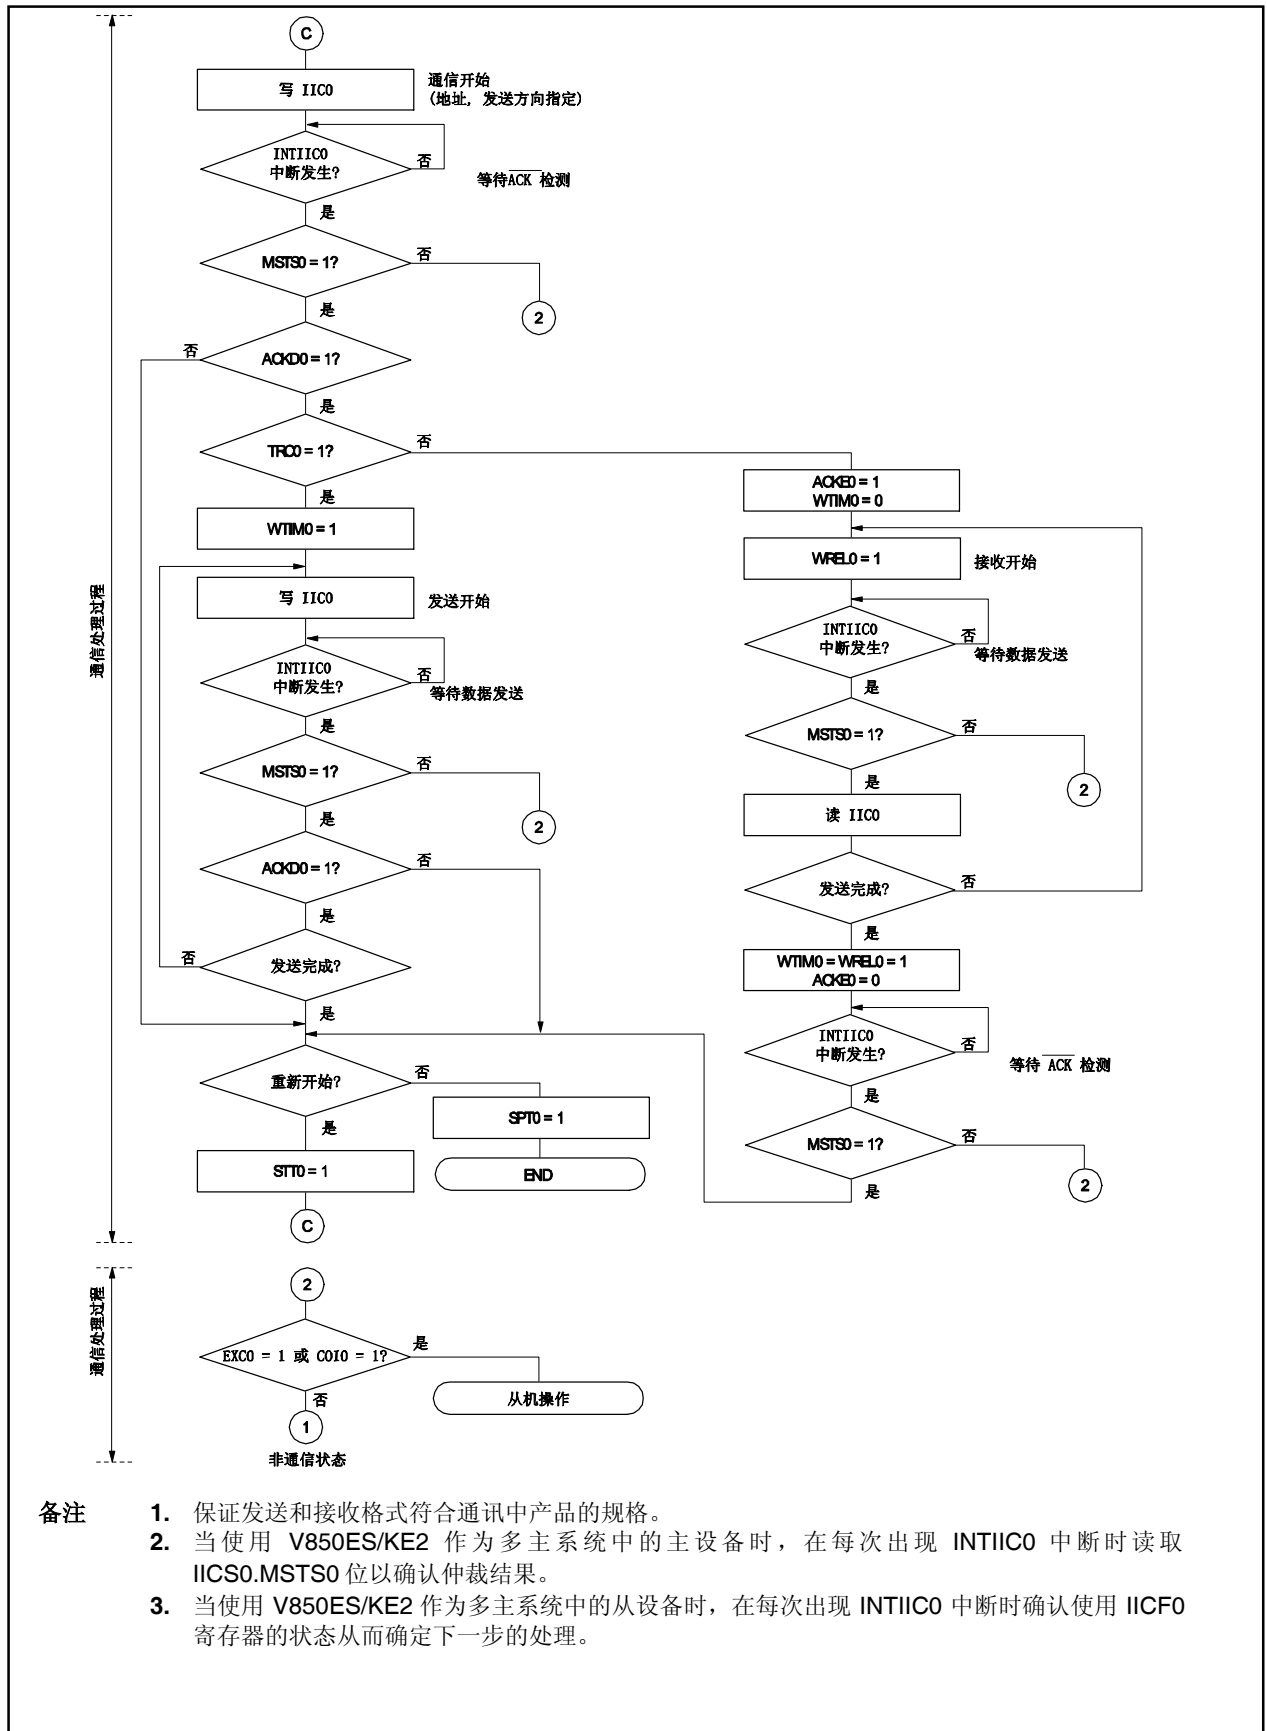 C
写 IIC0
通信开始
(地址, 发送方向指定)
INTIIC0
中断发生?
否
等待ACK 检测
是
MSTS0 = 1?
否
2
是
ACKD0 = 1?
否
是
TRC0 = 1?
否
是
WTIM0 = 1
写 IIC0
发送开始
INTIIC0
中断发生?
否
等待数据发送
是
MSTS0 = 1?
否
2
是
ACKD0 = 1?
否
是
发送完成?
否
是
重新开始?
否
是
SPT0 = 1
END
STT0 = 1
C
ACKE0 = 1
WTIM0 = 0
WREL0 = 1
接收开始
INTIIC0
中断发生?
否
等待数据发送
是
MSTS0 = 1?
否
2
是
读 IIC0
发送完成?
否
是
WTIM0 = WREL0 = 1
ACKE0 = 0
INTIIC0
中断发生?
否
等待 ACK 检测
是
MSTS0 = 1?
否
2
是
通信处理过程
2
EXC0 = 1 或 COI0 = 1?
是
从机操作
否
1
非通信状态
通信处理过程
备注 1. 保证发送和接收格式符合通讯中产品的规格。
2. 当使用 V850ES/KE2 作为多主系统中的主设备时，在每次出现 INTIIC0 中断时读取
IICS0.MSTS0 位以确认仲裁结果。
3. 当使用 V850ES/KE2 作为多主系统中的从设备时，在每次出现 INTIIC0 中断时确认使用 IICF0
寄存器的状态从而确定下一步的处理。